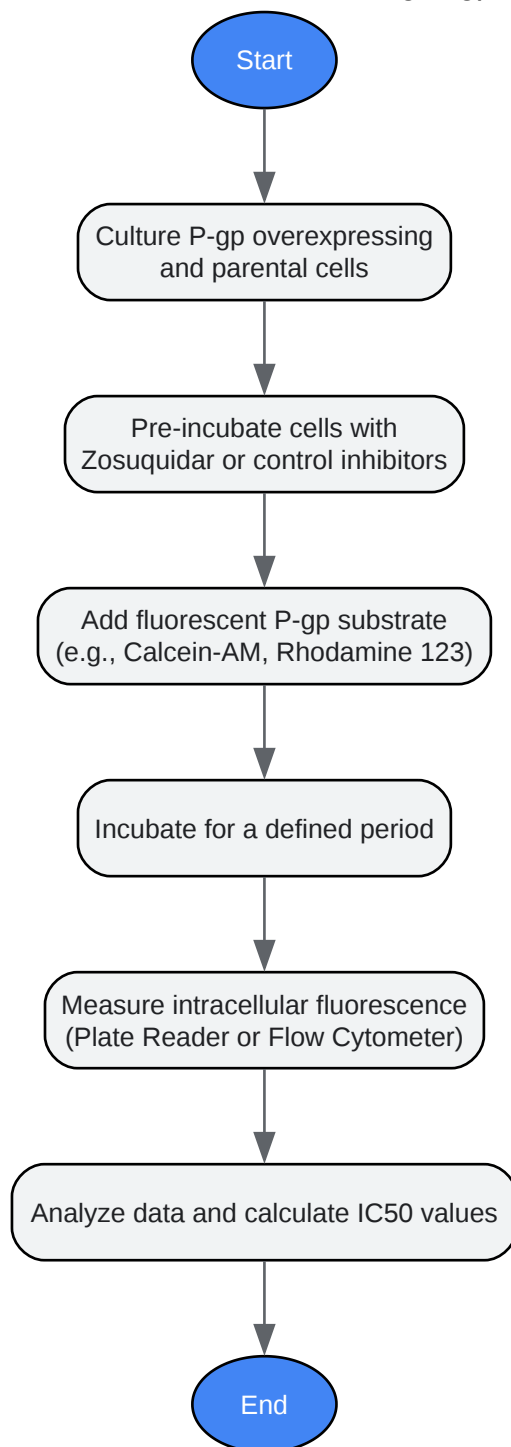 Start
Culture P-gp overexpressing
and parental cells
Pre-incubate cells with
Zosuquidar or control inhibitors
Add fluorescent P-gp substrate
(e.g., Calcein-AM, Rhodamine 123)
Incubate for a defined period
Measure intracellular fluorescence
(Plate Reader or Flow Cytometer)
Analyze data and calculate IC50 values
End